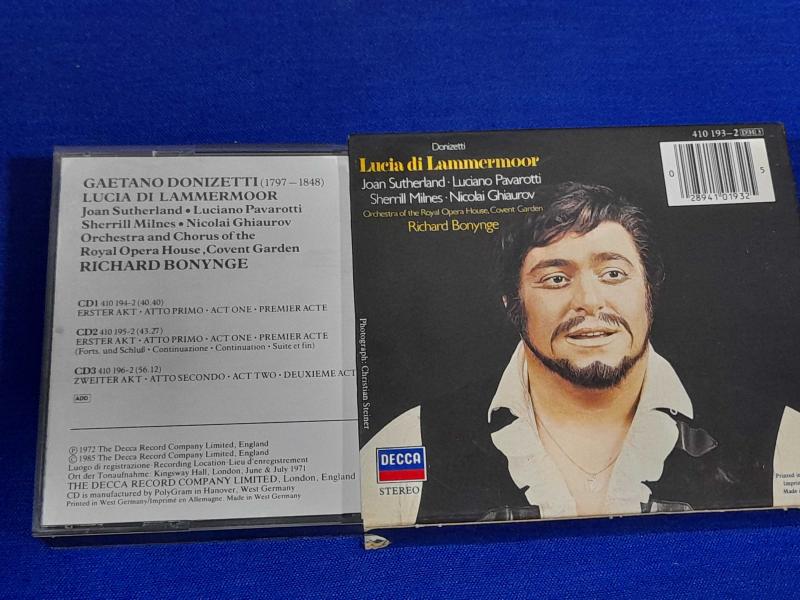 GAETANO DONIZETTI (1797 – 1848)
LUCIA DI LAMMERMOOR
Joan Sutherland • Luciano Pavarotti
Sherrill Milnes • Nicolai Ghiaurov
Orchestra and Chorus of the
Royal Opera House, Covent Garden
RICHARD BONYNGE
CD1 410 194-2 (40.40)
ERSTER AKT · ATTO PRIMO · ACT ONE · PREMIER ACTE
CD2 410 195-2 (43.27)
ERSTER AKT · ATTO PRIMO · ACT ONE · PREMIER ACTE
(Forts. und Schluß · Continuazione · Continuation · Suite et fin)
CD3 410 196-2 (56.12)
ZWEITER AKT · ATTO SECONDO · ACT TWO · DEUXIEME ACT
ADD
Ⓟ 1972 The Decca Record Company Limited, England
© 1985 The Decca Record Company Limited, England
Luogo di registrazione · Recording Location · Lieu d'enregistrement
Ort der Tonaufnahme: Kingsway Hall, London, June & July 1971
THE DECCA RECORD COMPANY LIMITED, London, England
CD is manufactured by PolyGram in Hanover, West Germany
Printed in West Germany/Imprimé en Allemagne. Made in West Germany
410 193-2 DH 3
Donizetti
Lucia di Lammermoor
Joan Sutherland · Luciano Pavarotti
Sherrill Milnes · Nicolai Ghiaurov
Orchestra of the Royal Opera House, Covent Garden
Richard Bonynge
0 28941 01932 5
Photograph: Christian Steiner
DECCA
STEREO
Printed in
Imprim
Made i